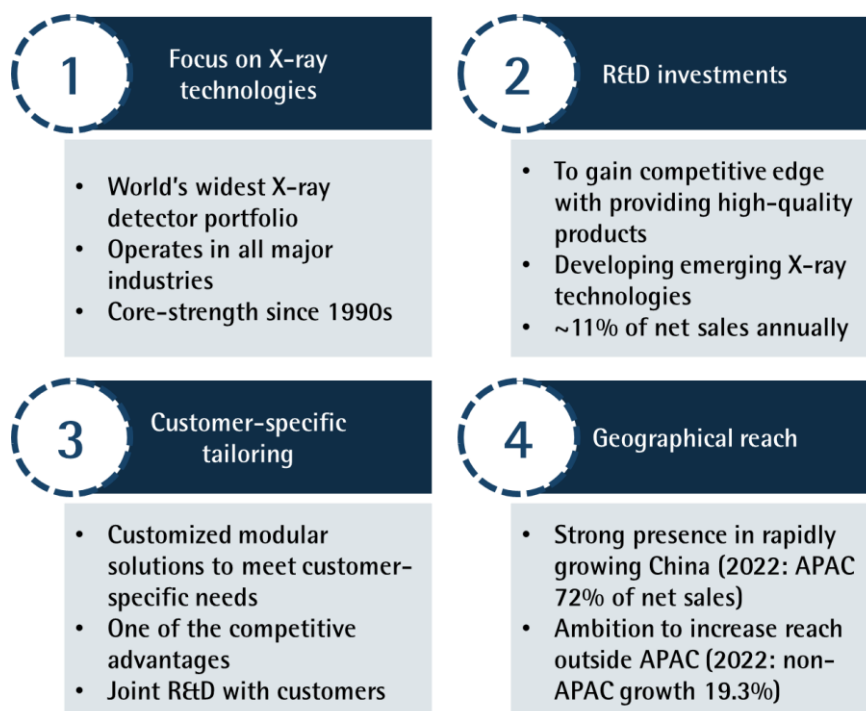 1
Focus on X-ray
technologies
• World's widest X-ray
detector portfolio
• Operates in all major
industries
• Core-strength since 1990s
2
R&D investments
• To gain competitive edge
with providing high-quality
products
• Developing emerging X-ray
technologies
• ~11% of net sales annually
3
Customer-specific
tailoring
• Customized modular
solutions to meet customer-
specific needs
• One of the competitive
advantages
• Joint R&D with customers
4
Geographical reach
• Strong presence in rapidly
growing China (2022: APAC
72% of net sales)
• Ambition to increase reach
outside APAC (2022: non-
APAC growth 19.3%)